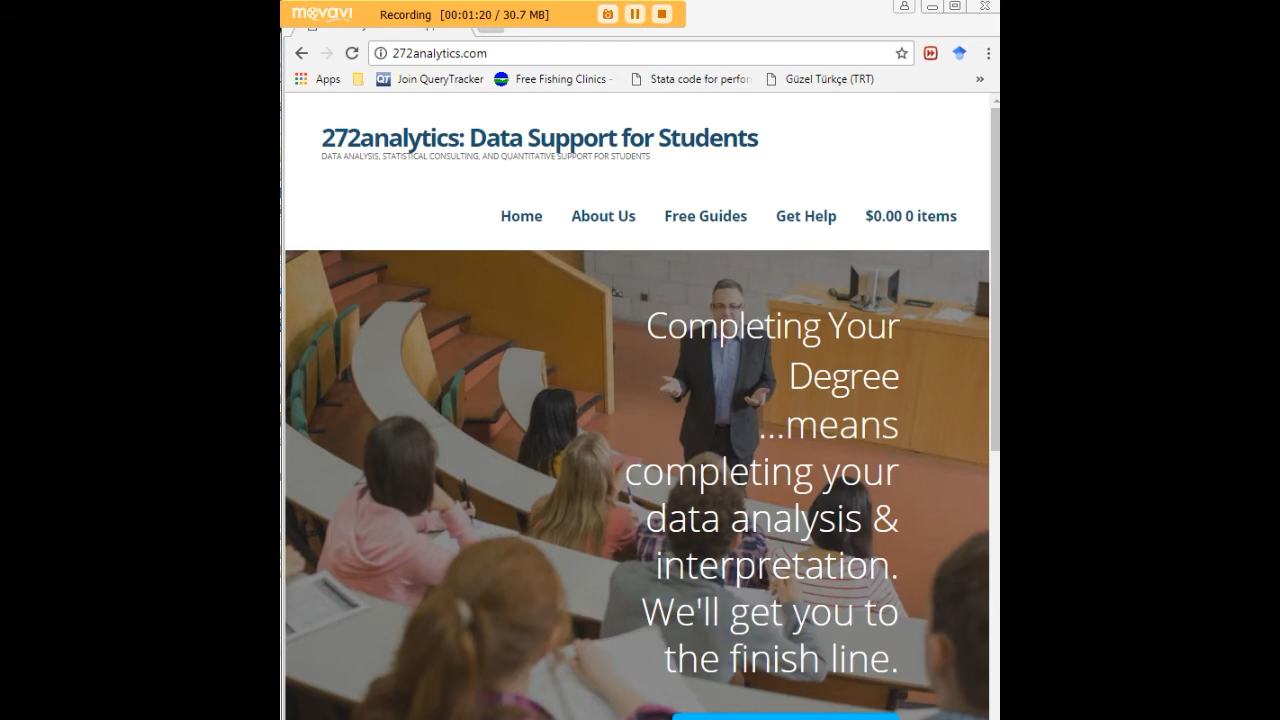 movavi Recording [00:01:20 / 30.7 MB]
272analytics.com
Apps QT Join QueryTracker Free Fishing Clinics - Stata code for perfor Güzel Türkçe (TRT) »
272analytics: Data Support for Students
DATA ANALYSIS, STATISTICAL CONSULTING, AND QUANTITATIVE SUPPORT FOR STUDENTS
Home About Us Free Guides Get Help $0.00 0 items
Completing Your
Degree
...means
completing your
data analysis &
interpretation.
We'll get you to
the finish line.